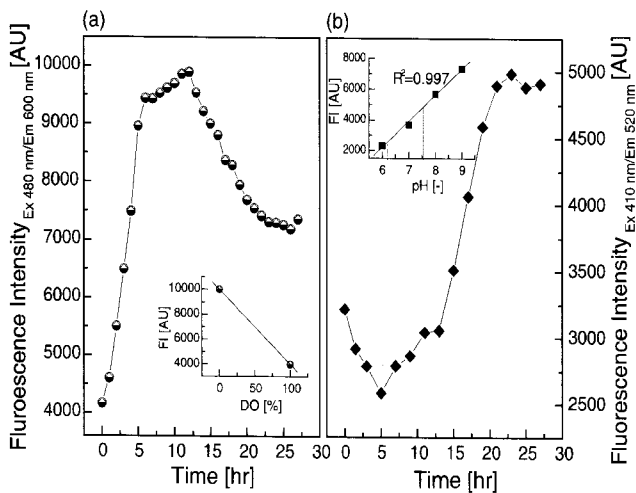 (a)
(b)
Fluroescence Intensity Ex 480 nm/Em 600 nm [AU]
10000
9000
8000
7000
6000
5000
4000
0 5 10 15 20 25 30
Time [hr]
FI [AU]
10000
8000
6000
4000
0 25 50 75 100
DO [%]
FI [AU]
8000
6000
4000
2000
R²=0.997
6 7 8 9
pH [-]
5000
4500
4000
3500
3000
2500
0 5 10 15 20 25 30
Time [hr]
Fluorescence Intensity Ex 410 nm/Em 520 nm [AU]